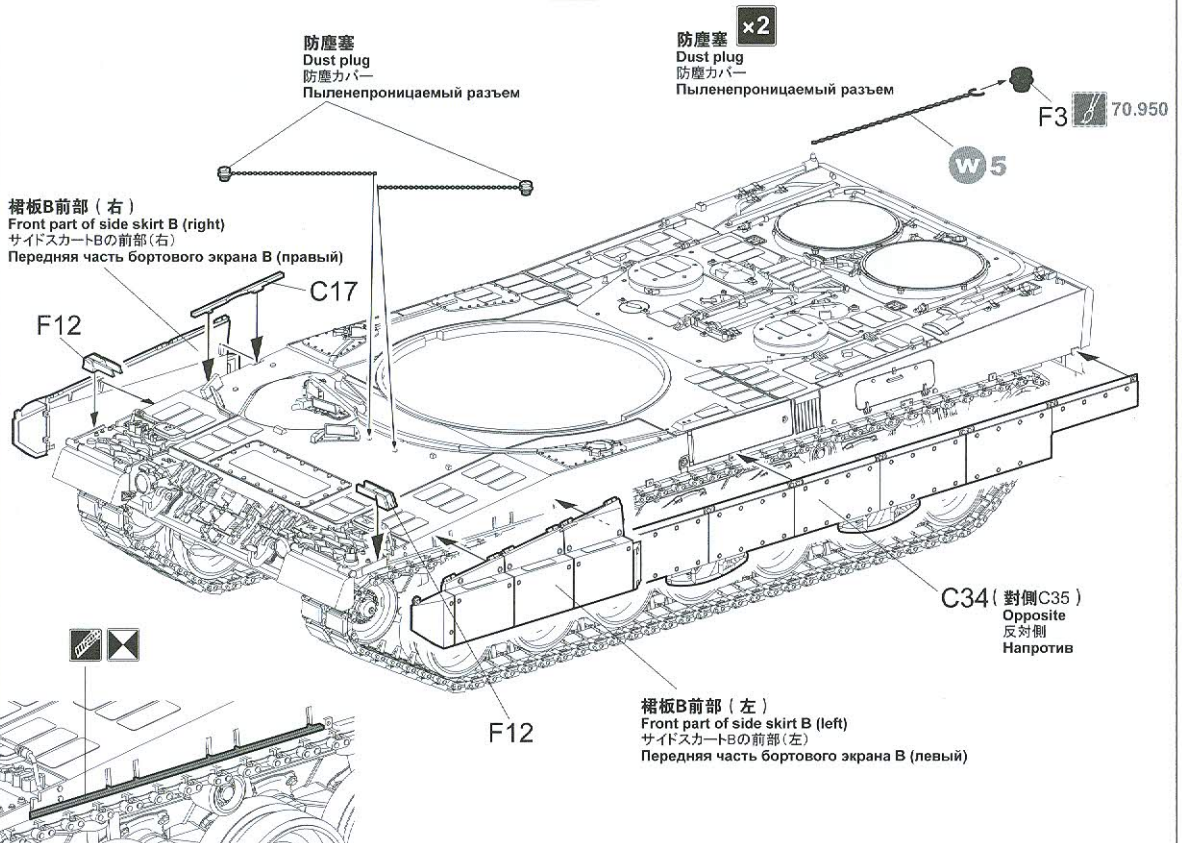 防塵塞
Dust plug
防塵カバー
Пыленепроницаемый разъем
×2
防塵塞
Dust plug
防塵カバー
Пыленепроницаемый разъем
F3
70.950
W 5
裙板B前部(右)
Front part of side skirt B (right)
サイドスカートBの前部(右)
Передняя часть бортового экрана B (правый)
C17
F12
C34(對側C35)
Opposite
反対側
Напротив
F12
裙板B前部(左)
Front part of side skirt B (left)
サイドスカートBの前部(左)
Передняя часть бортового экрана B (левый)